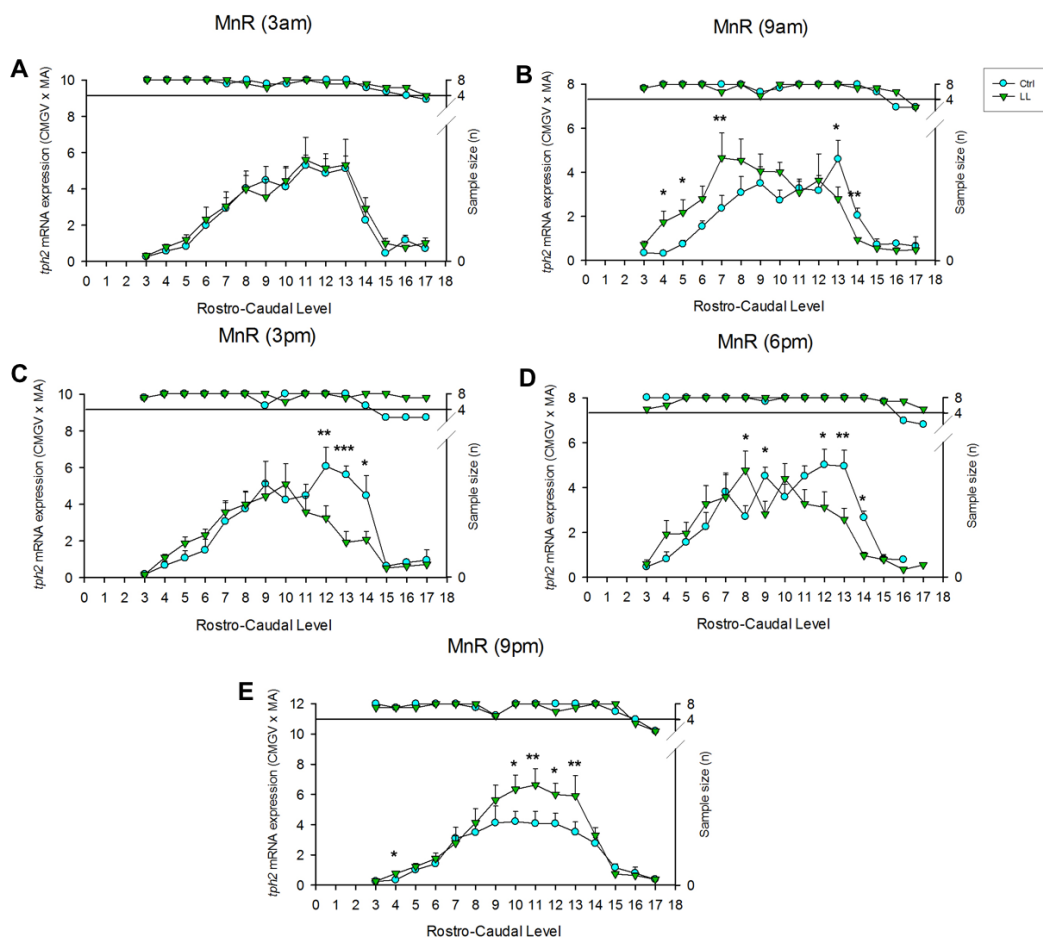 MnR (3am)
A
tph2 mRNA expression (CMGV x MA)
10
8
6
4
2
0
8
4
0
Sample size (n)
0 1 2 3 4 5 6 7 8 9 10 11 12 13 14 15 16 17 18
Rostro-Caudal Level
MnR (9am)
B
tph2 mRNA expression (CMGV x MA)
8
6
4
2
0
* * ** * **
8
4
0
Sample size (n)
0 1 2 3 4 5 6 7 8 9 10 11 12 13 14 15 16 17 18
Rostro-Caudal Level
Ctrl
LL
MnR (3pm)
C
tph2 mRNA expression (CMGV x MA)
10
8
6
4
2
0
** *** *
8
4
0
Sample size (n)
0 1 2 3 4 5 6 7 8 9 10 11 12 13 14 15 16 17 18
Rostro-Caudal Level
MnR (6pm)
D
tph2 mRNA expression (CMGV x MA)
8
6
4
2
0
* * * ** *
8
4
0
Sample size (n)
0 1 2 3 4 5 6 7 8 9 10 11 12 13 14 15 16 17 18
Rostro-Caudal Level
MnR (9pm)
E
tph2 mRNA expression (CMGV x MA)
12
10
8
6
4
2
0
* * ** * **
8
4
0
Sample size (n)
0 1 2 3 4 5 6 7 8 9 10 11 12 13 14 15 16 17 18
Rostro-Caudal Level